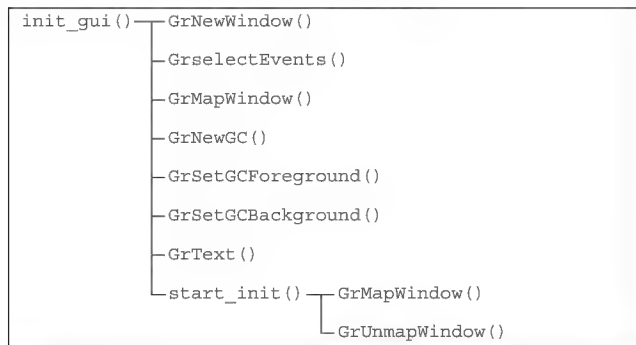 init_gui() GrNewWindow()
GrselectEvents()
GrMapWindow()
GrNewGC()
GrSetGCForeground()
GrSetGCBackground()
GrText()
start_init() GrMapWindow()
GrUnmapWindow()